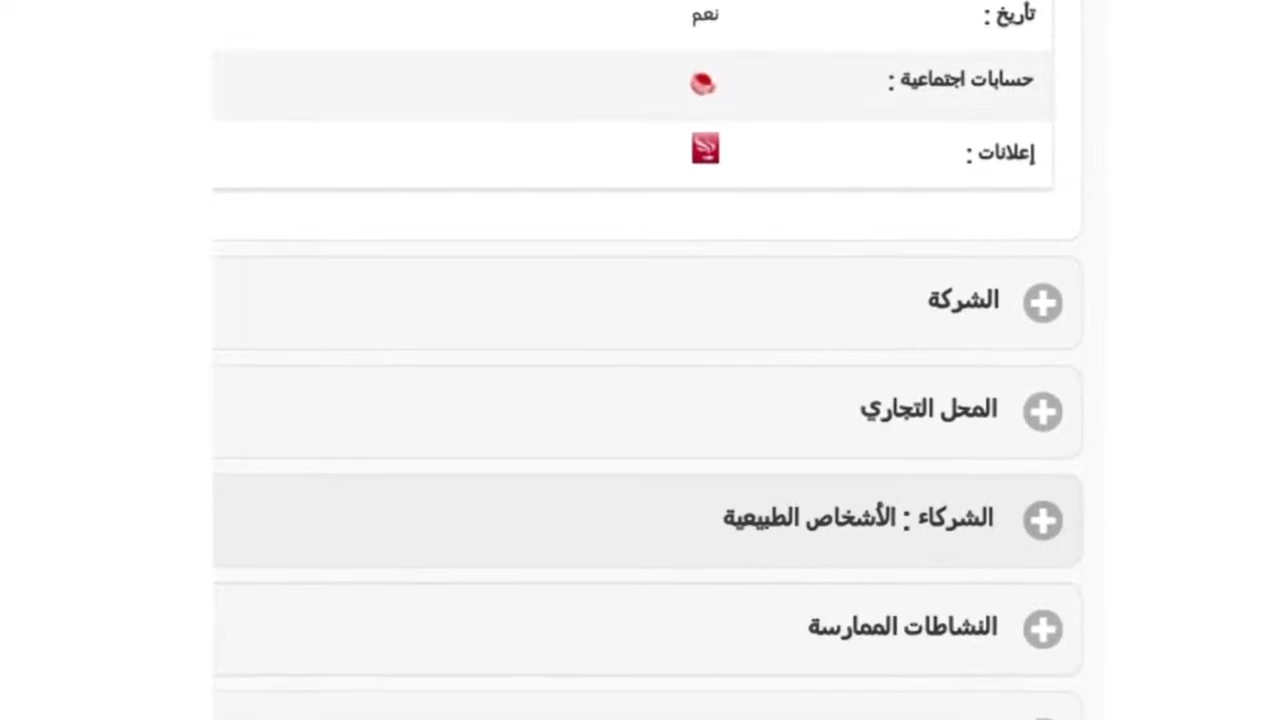 تأريخ : نعم
حسابات اجتماعية :
إعلانات :
الشركة
المحل التجاري
الشركاء : الأشخاص الطبيعية
النشاطات الممارسة